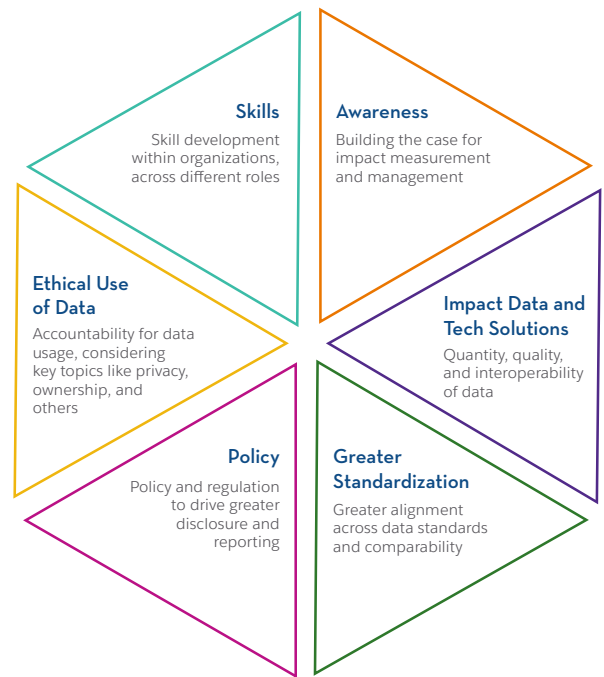 Skills
Skill development
within organizations,
across different roles
Awareness
Building the case for
impact measurement
and management
Ethical Use
of Data
Accountability for data
usage, considering
key topics like privacy,
ownership, and
others
Impact Data and
Tech Solutions
Quantity, quality,
and interoperability
of data
Policy
Policy and regulation
to drive greater
disclosure and
reporting
Greater
Standardization
Greater alignment
across data standards
and comparability